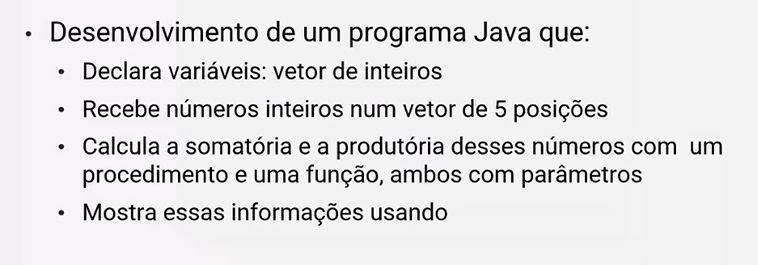 • Desenvolvimento de um programa Java que:
• Declara variáveis: vetor de inteiros
• Recebe números inteiros num vetor de 5 posições
• Calcula a somatória e a produtória desses números com um
procedimento e uma função, ambos com parâmetros
• Mostra essas informações usando